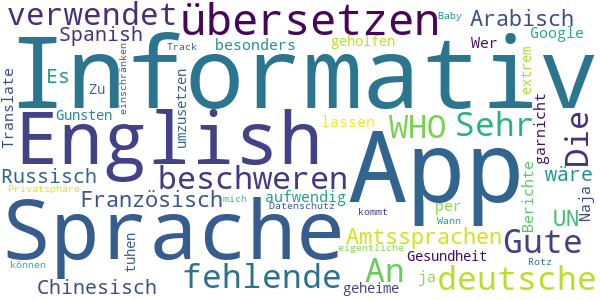 verwendet übersetzen Arabisch Baby
Spanish Track besonders geholfen Wer Google
Informativ
Translate Es Zu einschränken umzusetzen extrem
Gunsten lassen WHO Sehr garnicht Die
English App
Russisch beschweren Berichte wäre
Privatsphäre Französisch mich aufwendig per UN Naja
Sprache Datenschutz kommt Wann
Amtssprachen Gute
tuhen eigentliche Gesundheit
können fehlende An ja deutsche Rotz
Chinesisch geheime